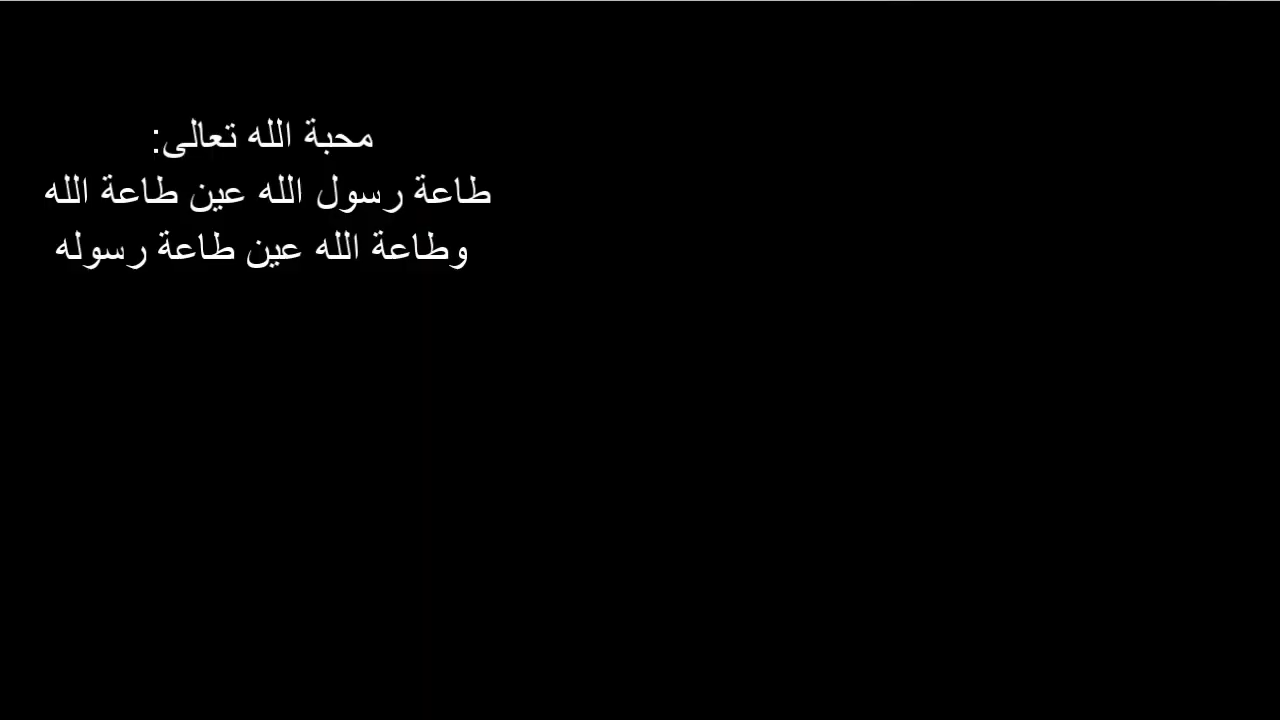 محبة الله تعالى:
طاعة رسول الله عين طاعة الله
وطاعة الله عين طاعة رسوله